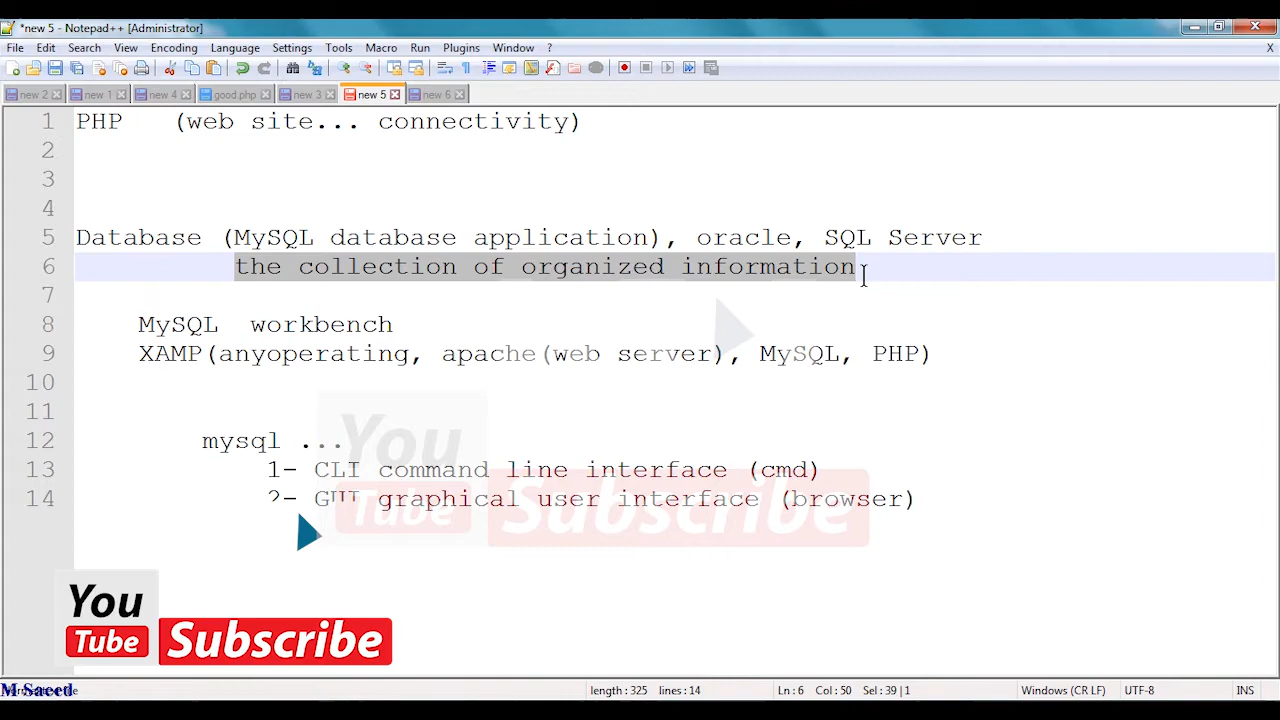 *new 5 - Notepad++ [Administrator]
File Edit Search View Encoding Language Settings Tools Macro Run Plugins Window ? X
new 2 new 1 new 4 good.php new 3 new 5 new 6
1 PHP (web site... connectivity)
2
3
4
5 Database (MySQL database application), oracle, SQL Server
6 the collection of organized information
7
8 MySQL workbench
9 XAMP(anyoperating, apache(web server), MySQL, PHP)
10
11
12 mysql ...
13 1- CLI command line interface (cmd)
14 2- GUI graphical user interface (browser)
You
Tube Subscribe
You
Tube Subscribe
M Saeed length : 325 lines : 14 Ln : 6 Col : 50 Sel : 39 | 1 Windows (CR LF) UTF-8 INS